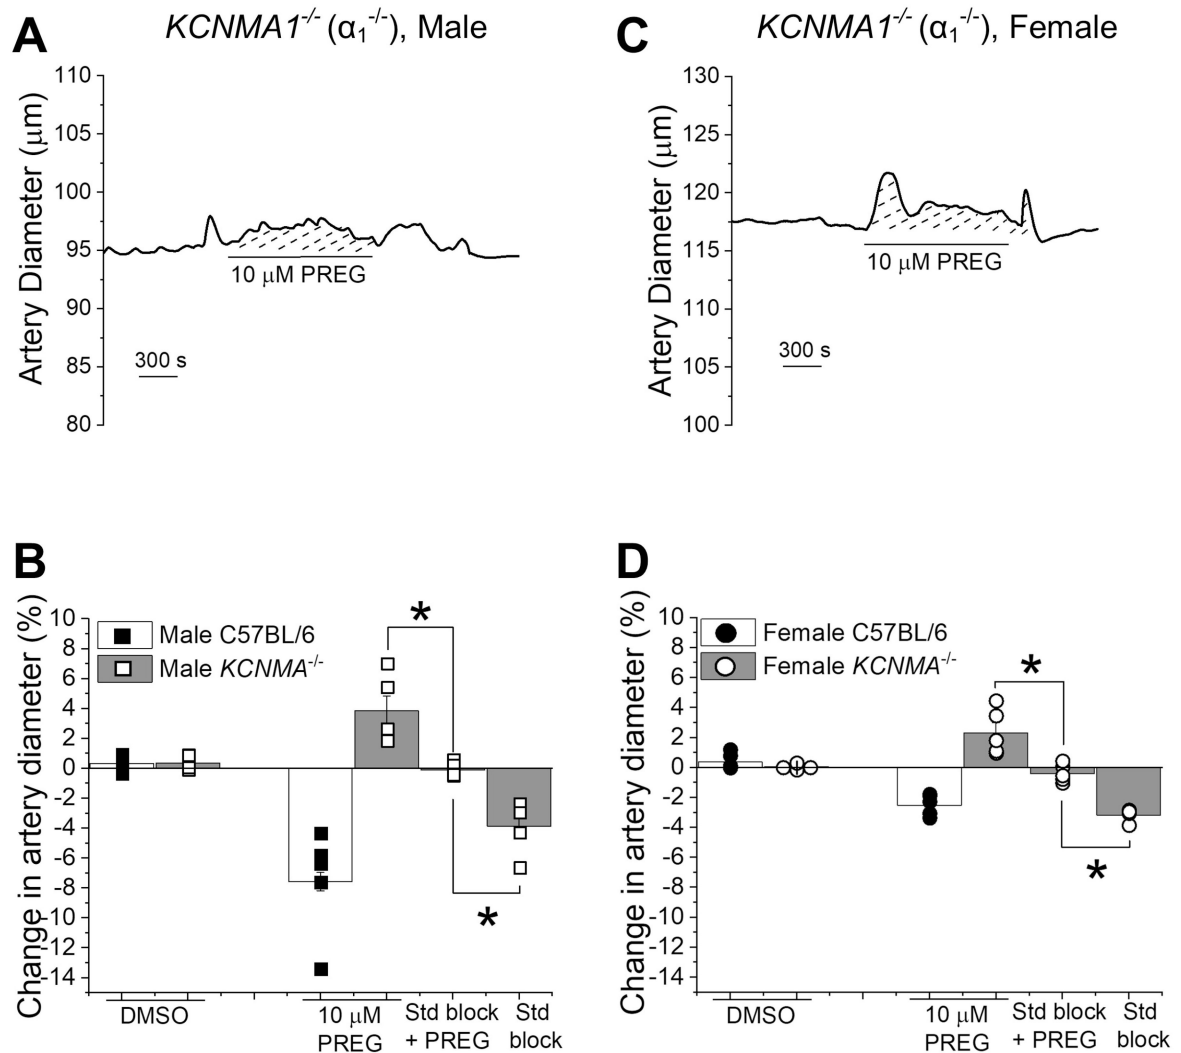 A
KCNMA1-/- (α1-/-), Male
Artery Diameter (μm)
110
105
100
95
90
85
80
10 μM PREG
300 s
C
KCNMA1-/- (α1-/-), Female
Artery Diameter (μm)
130
125
120
115
110
105
100
10 μM PREG
300 s
B
Change in artery diameter (%)
10
8
6
4
2
0
-2
-4
-6
-8
-10
-12
-14
Male C57BL/6
Male KCNMA-/-
*
*
DMSO
10 μM
PREG
Std block
+ PREG
Std
block
D
Change in artery diameter (%)
10
8
6
4
2
0
-2
-4
-6
-8
-10
-12
-14
Female C57BL/6
Female KCNMA-/-
*
*
DMSO
10 μM
PREG
Std block
+ PREG
Std
block